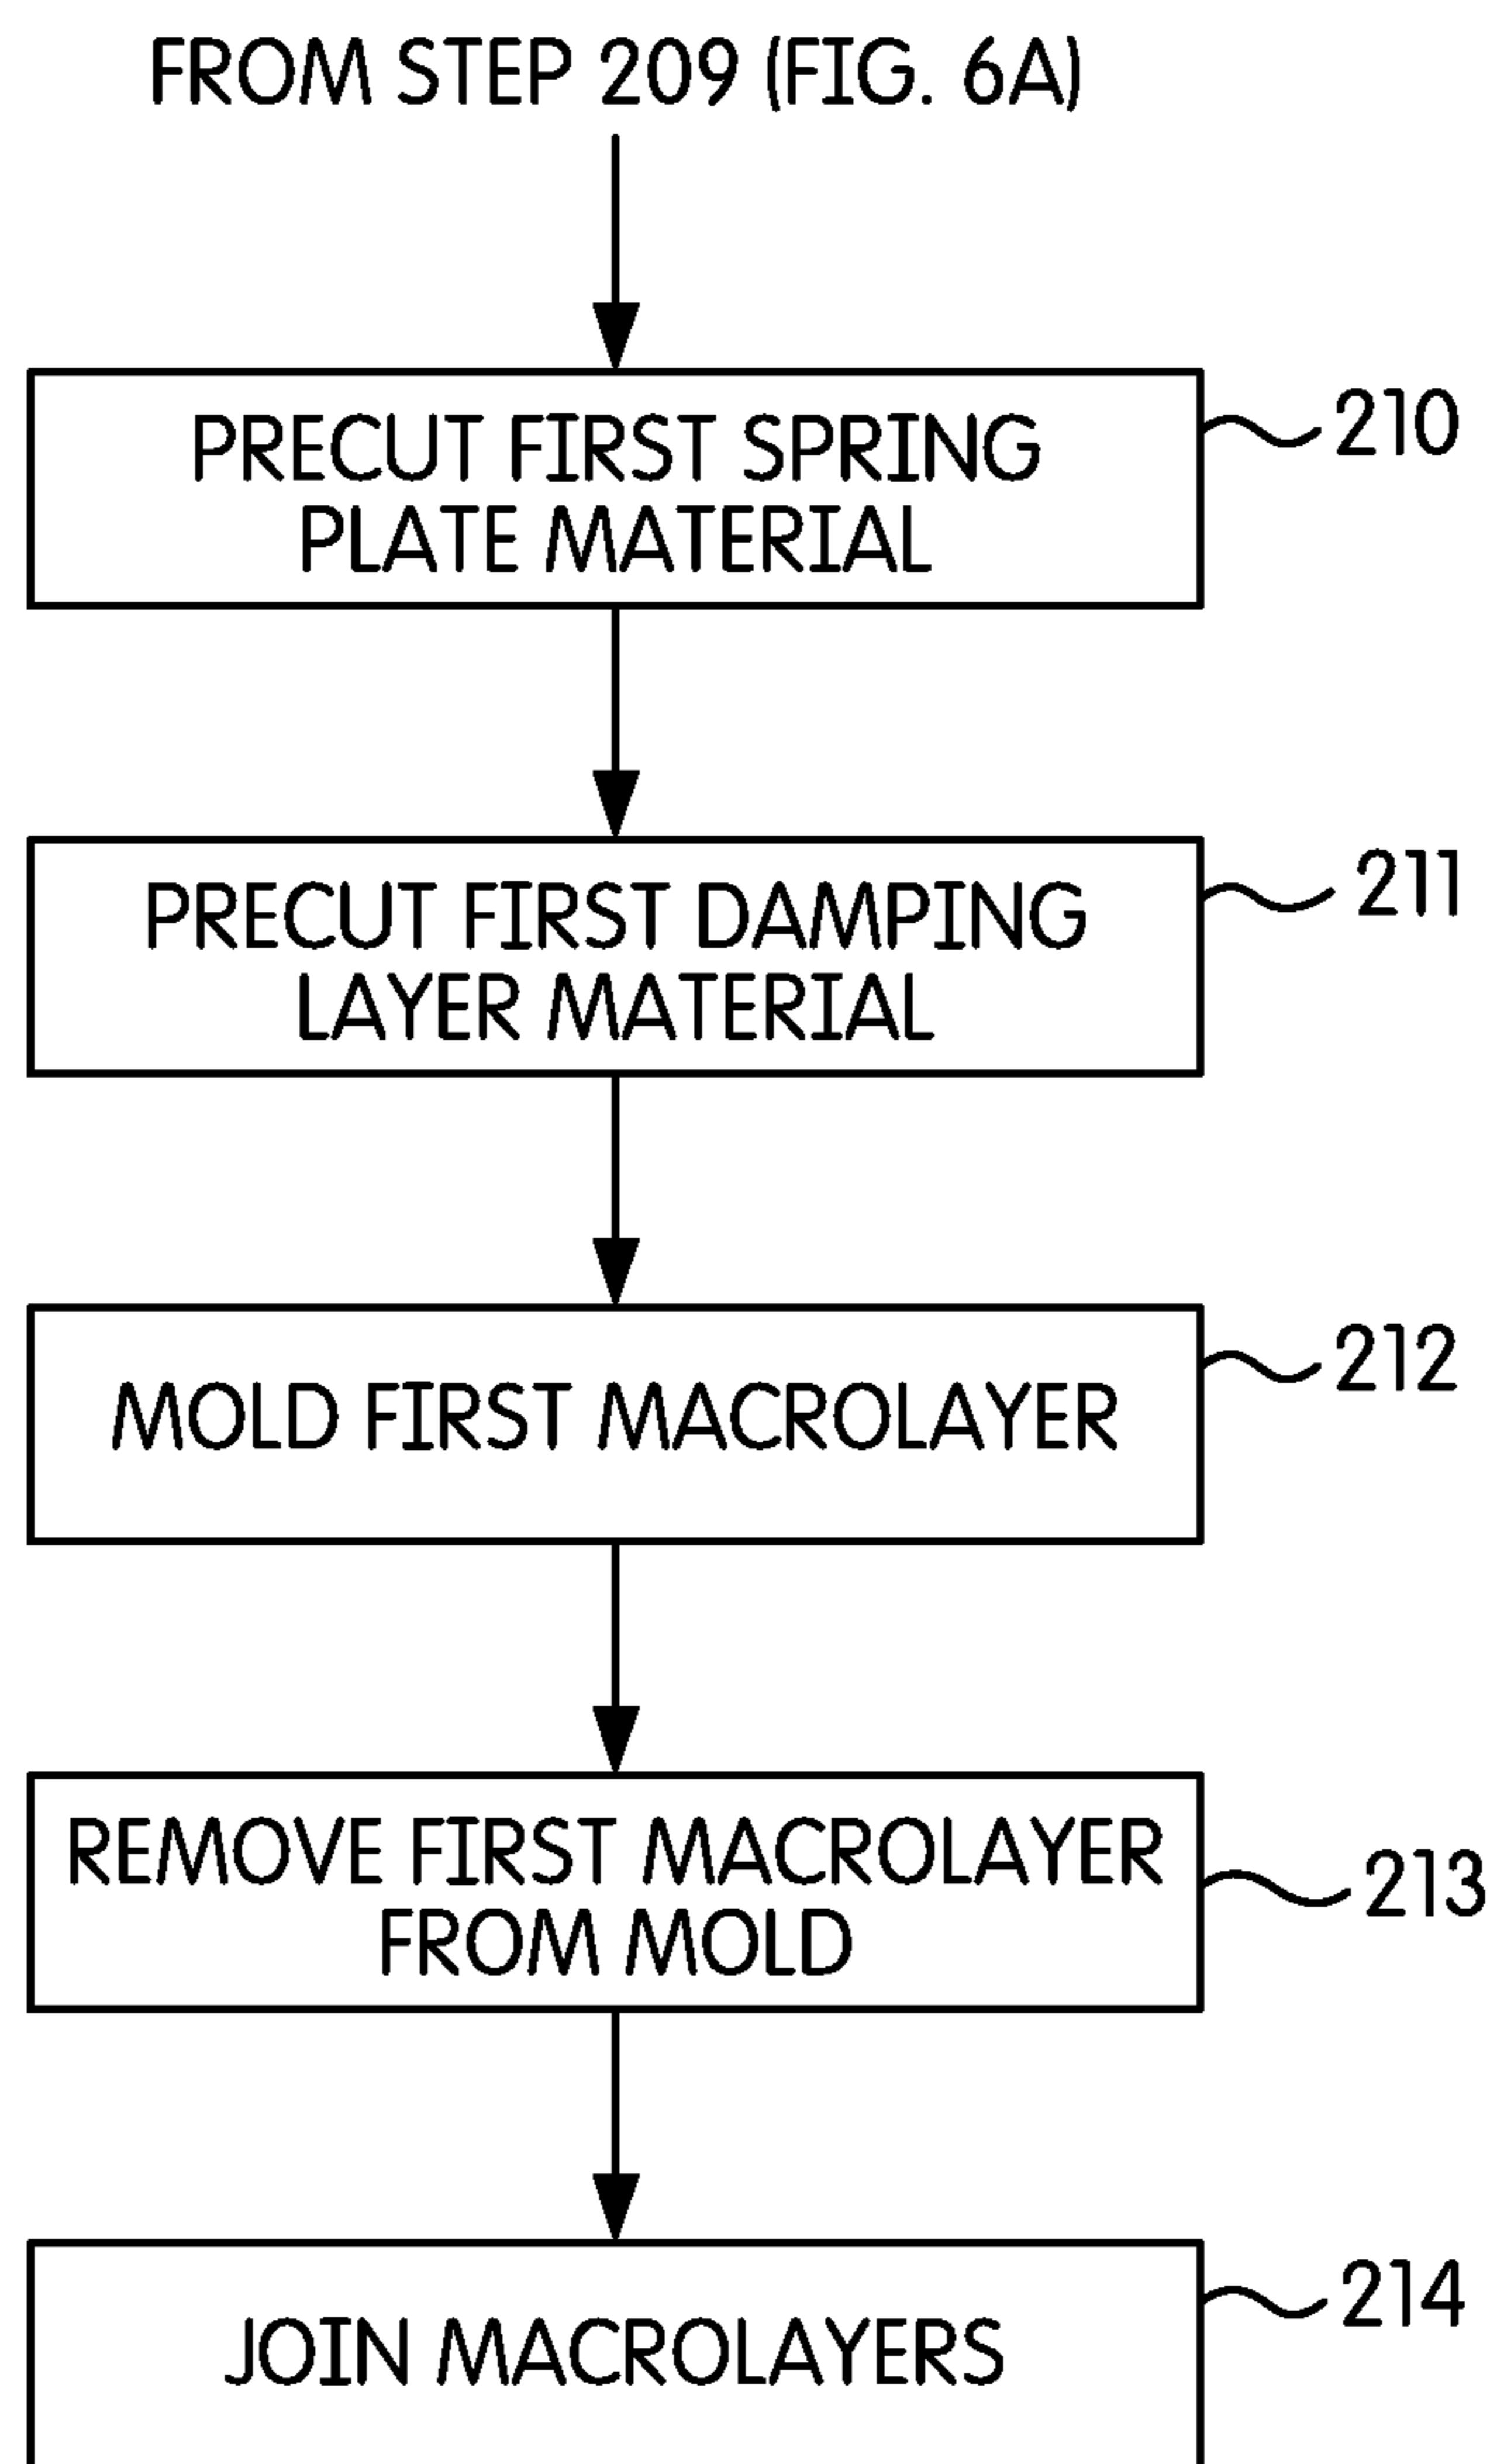 FROM STEP 209 (FIG. 6A)
PRECUT FIRST SPRING
PLATE MATERIAL
210
PRECUT FIRST DAMPING
LAYER MATERIAL
211
MOLD FIRST MACROLAYER
212
REMOVE FIRST MACROLAYER
FROM MOLD
213
JOIN MACROLAYERS
214